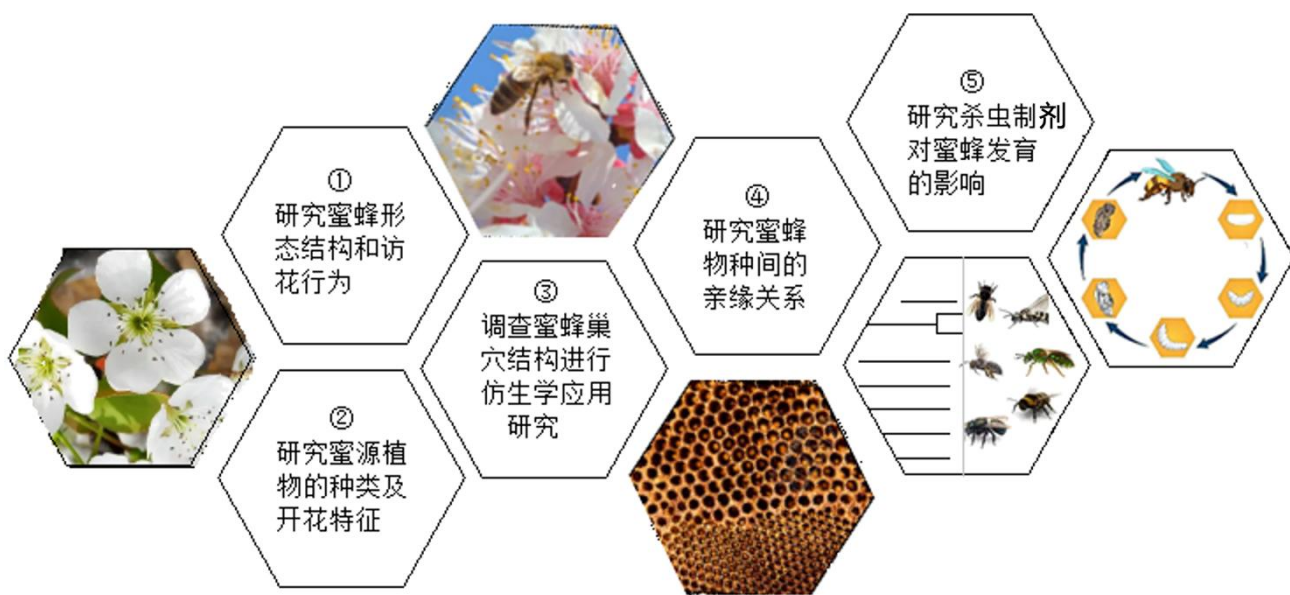 ①
研究蜜蜂形
态结构和访
花行为
②
研究蜜源植
物的种类及
开花特征
③
调查蜜蜂巢
穴结构进行
仿生学应用
研究
④
研究蜜蜂
物种间的
亲缘关系
⑤
研究杀虫制剂
对蜜蜂发育
的影响